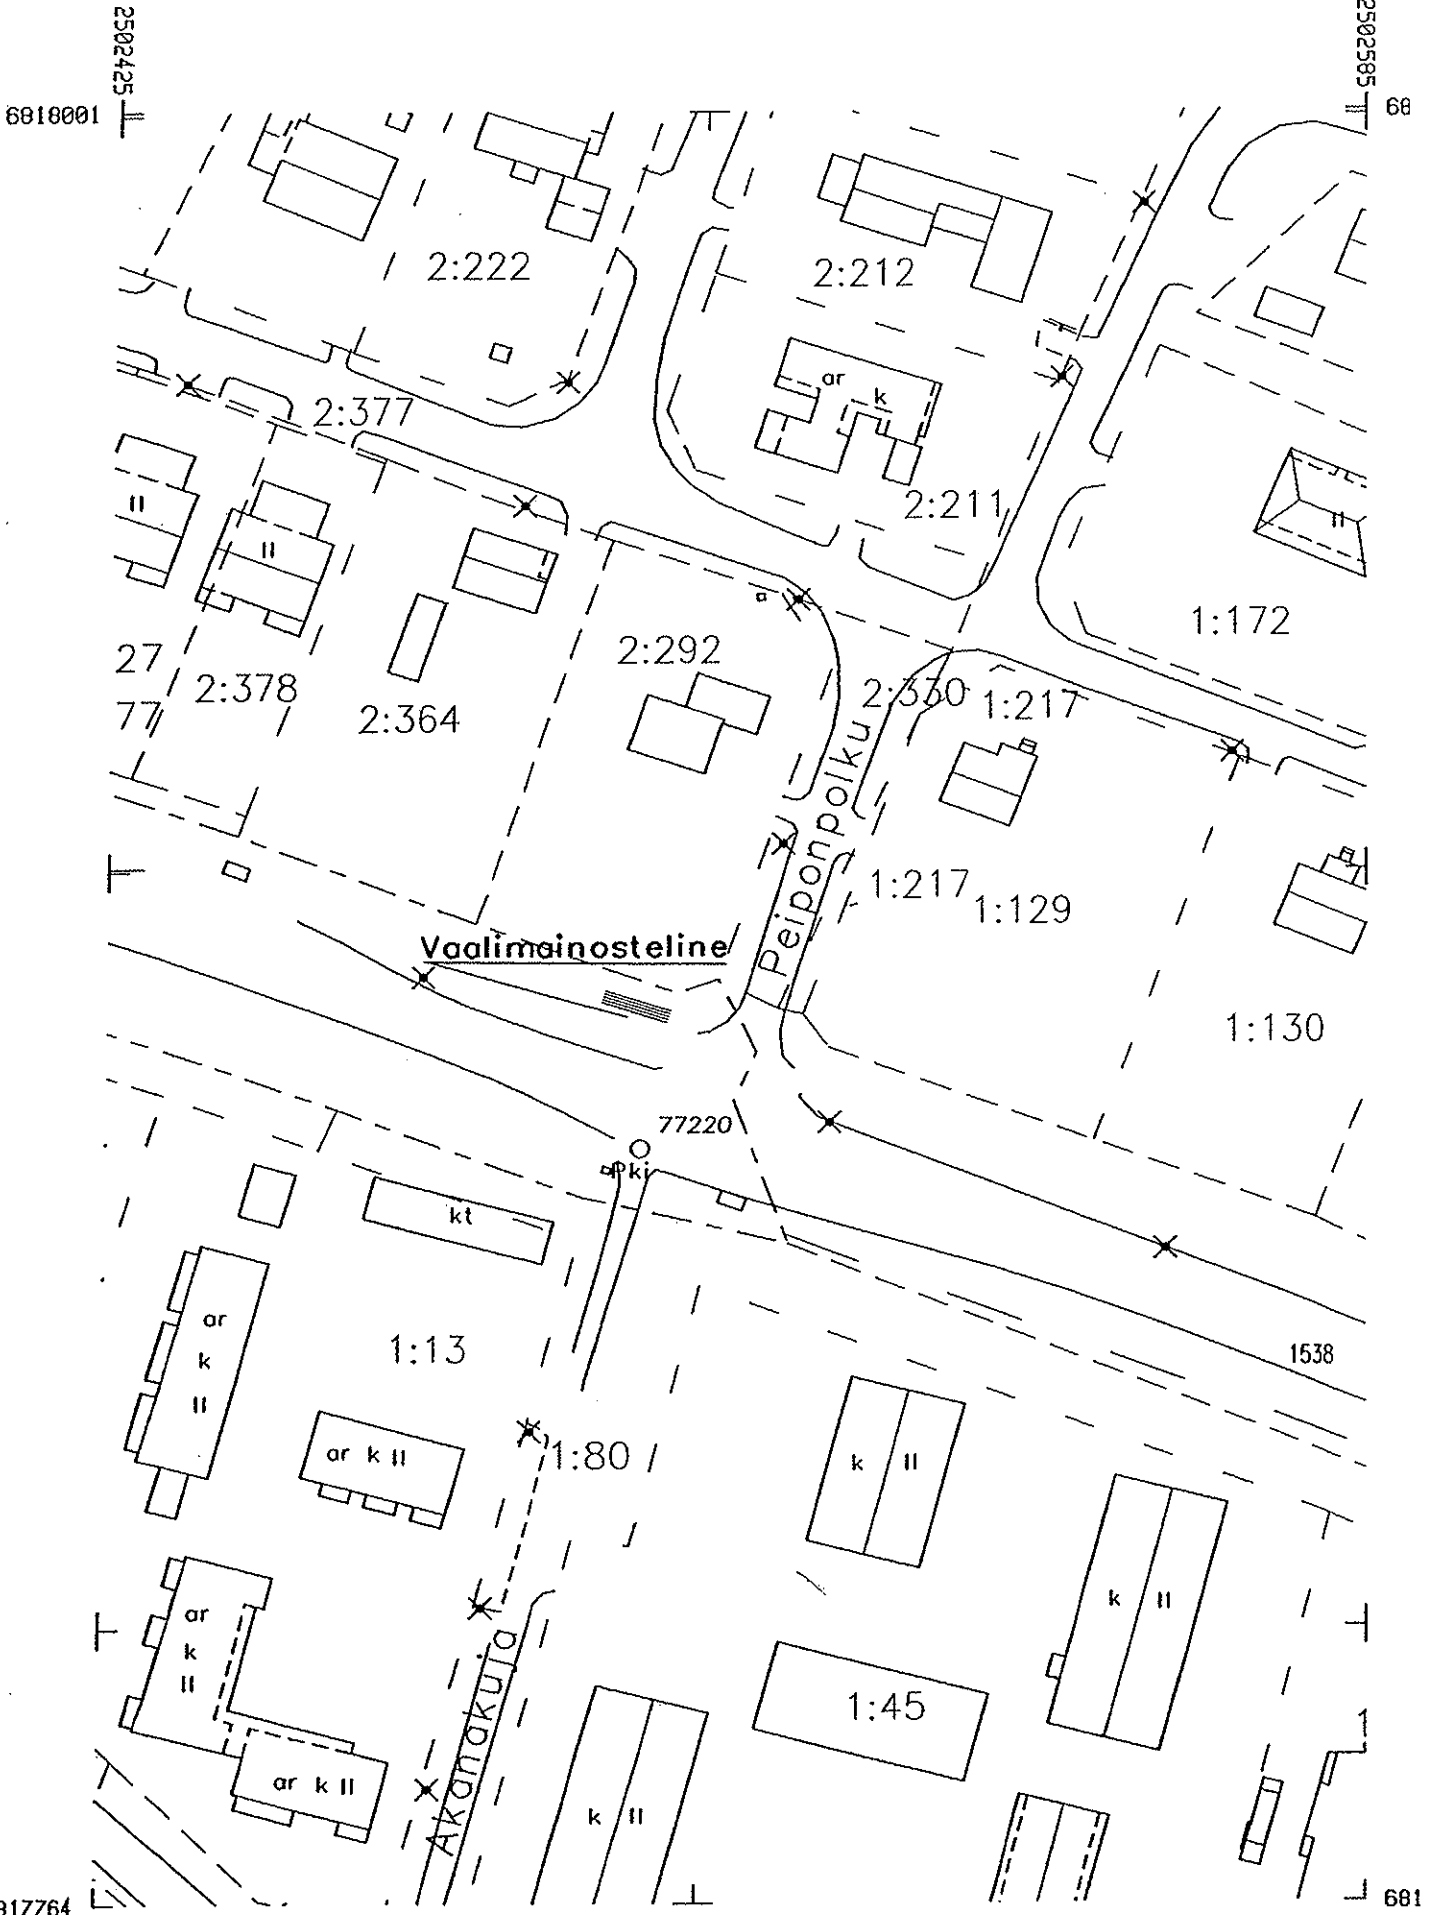 2502425
2502585
6818001
68
2:222
2:212
2:377
ar
k
2:211
II
II
II
1:172
27
77
2:378
2:364
2:292
2:330
1:217
Peiponpolku
1:217
1:129
Vaalimainosteline
1:130
77220
Pki
kt
ar
k
II
1:13
1538
ar k II
1:80
k II
k II
ar
k
II
Akanakuja
1:45
1
ar k II
k II
817764
681